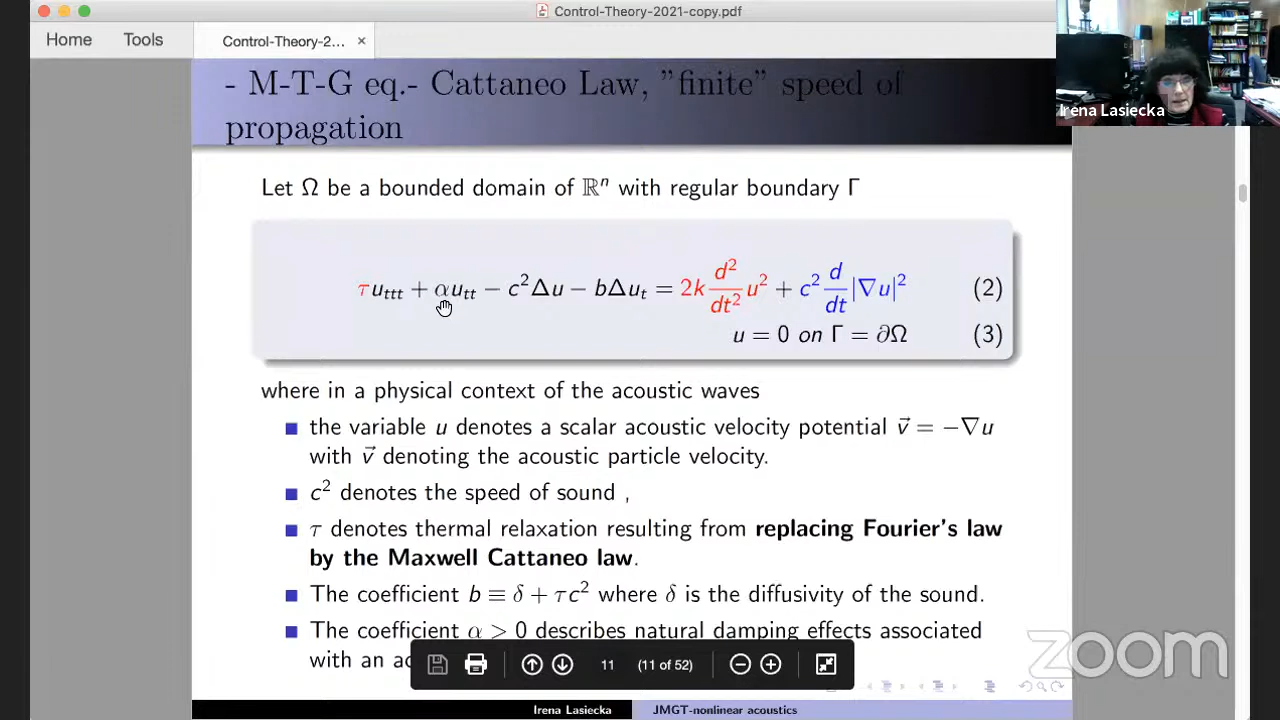 Control-Theory-2021-copy.pdf
Home Tools Control-Theory-2... ×
Irena Lasiecka
- M-T-G eq.- Cattaneo Law, "finite" speed of
propagation
Let Ω be a bounded domain of ℝⁿ with regular boundary Γ
τuₜₜₜ + αuₜₜ − c²Δu − bΔuₜ = 2k d²/dt² u² + c² d/dt |∇u|² (2)
u = 0 on Γ = ∂Ω (3)
where in a physical context of the acoustic waves
the variable u denotes a scalar acoustic velocity potential v⃗ = −∇u
with v⃗ denoting the acoustic particle velocity.
c² denotes the speed of sound ,
τ denotes thermal relaxation resulting from replacing Fourier's law
by the Maxwell Cattaneo law.
The coefficient b ≡ δ + τc² where δ is the diffusivity of the sound.
The coefficient α > 0 describes natural damping effects associated
with an
11 (11 of 52)
zoom
Irena Lasiecka JMGT-nonlinear acoustics